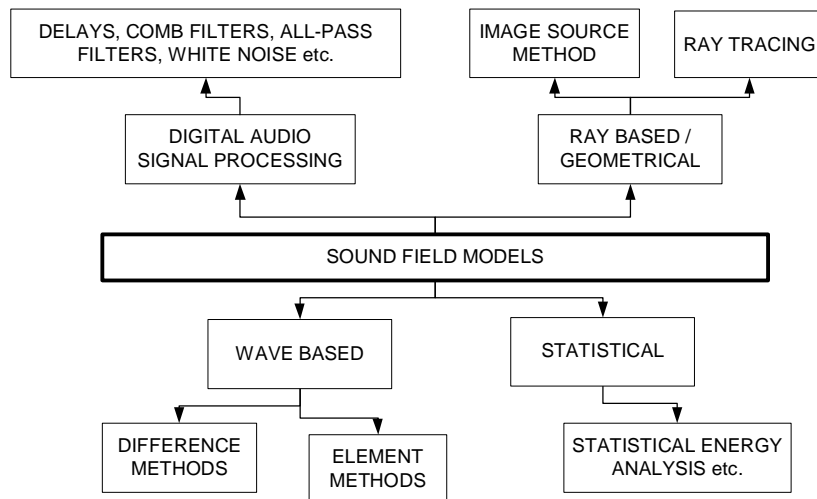 DELAYS, COMB FILTERS, ALL-PASS
FILTERS, WHITE NOISE etc.
IMAGE SOURCE
METHOD
RAY TRACING
DIGITAL AUDIO
SIGNAL PROCESSING
RAY BASED /
GEOMETRICAL
SOUND FIELD MODELS
WAVE BASED
STATISTICAL
DIFFERENCE
METHODS
ELEMENT
METHODS
STATISTICAL ENERGY
ANALYSIS etc.